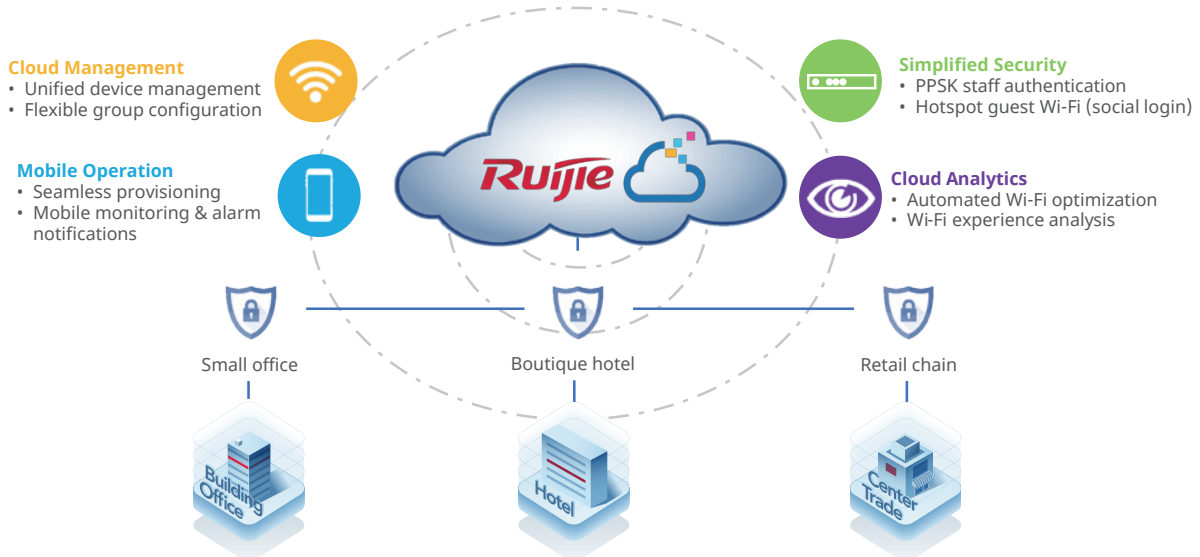 Cloud Management
• Unified device management
• Flexible group configuration
Mobile Operation
• Seamless provisioning
• Mobile monitoring & alarm
notifications
Ruijie
Simplified Security
• PPSK staff authentication
• Hotspot guest Wi-Fi (social login)
Cloud Analytics
• Automated Wi-Fi optimization
• Wi-Fi experience analysis
Small office
Boutique hotel
Retail chain
Building
Office
Hotel
Center
Trade